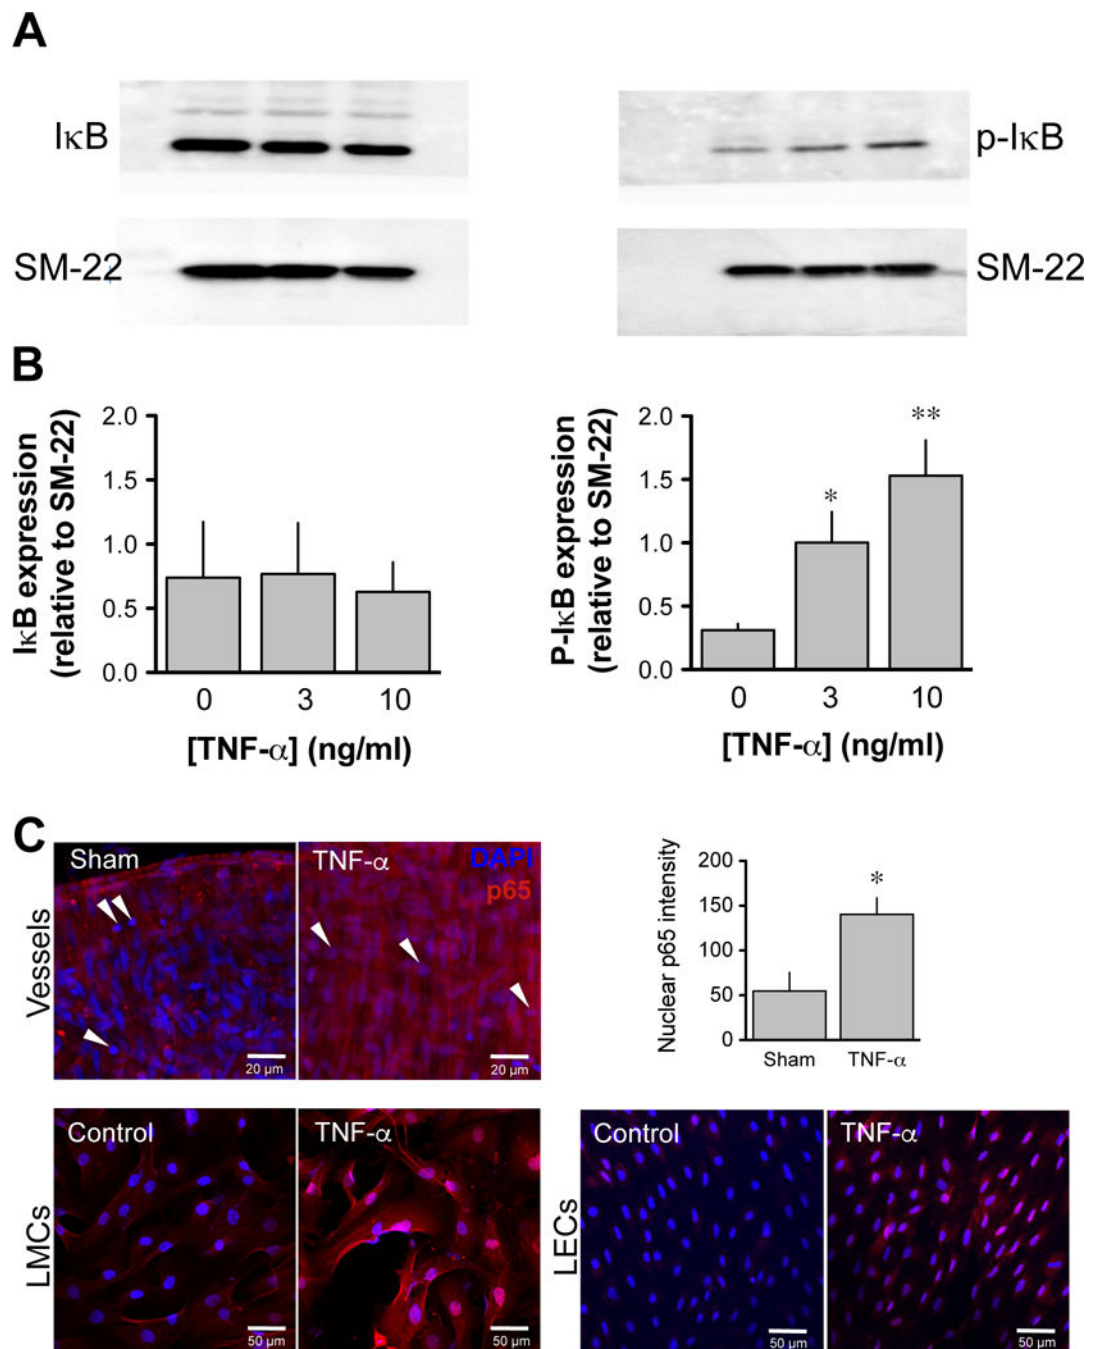 A
IκB
p-IκB
SM-22
SM-22
B
IκB expression
(relative to SM-22)
2.0
1.5
1.0
0.5
0.0
0
3
10
[TNF-α] (ng/ml)
P-IκB expression
(relative to SM-22)
2.0
1.5
1.0
0.5
0.0
*
**
0
3
10
[TNF-α] (ng/ml)
C
Vessels
Sham
20 μm
TNF-α
DAPI
p65
20 μm
Nuclear p65 intensity
200
150
100
50
0
*
Sham
TNF-α
LMCs
Control
50 μm
TNF-α
50 μm
LECs
Control
50 μm
TNF-α
50 μm